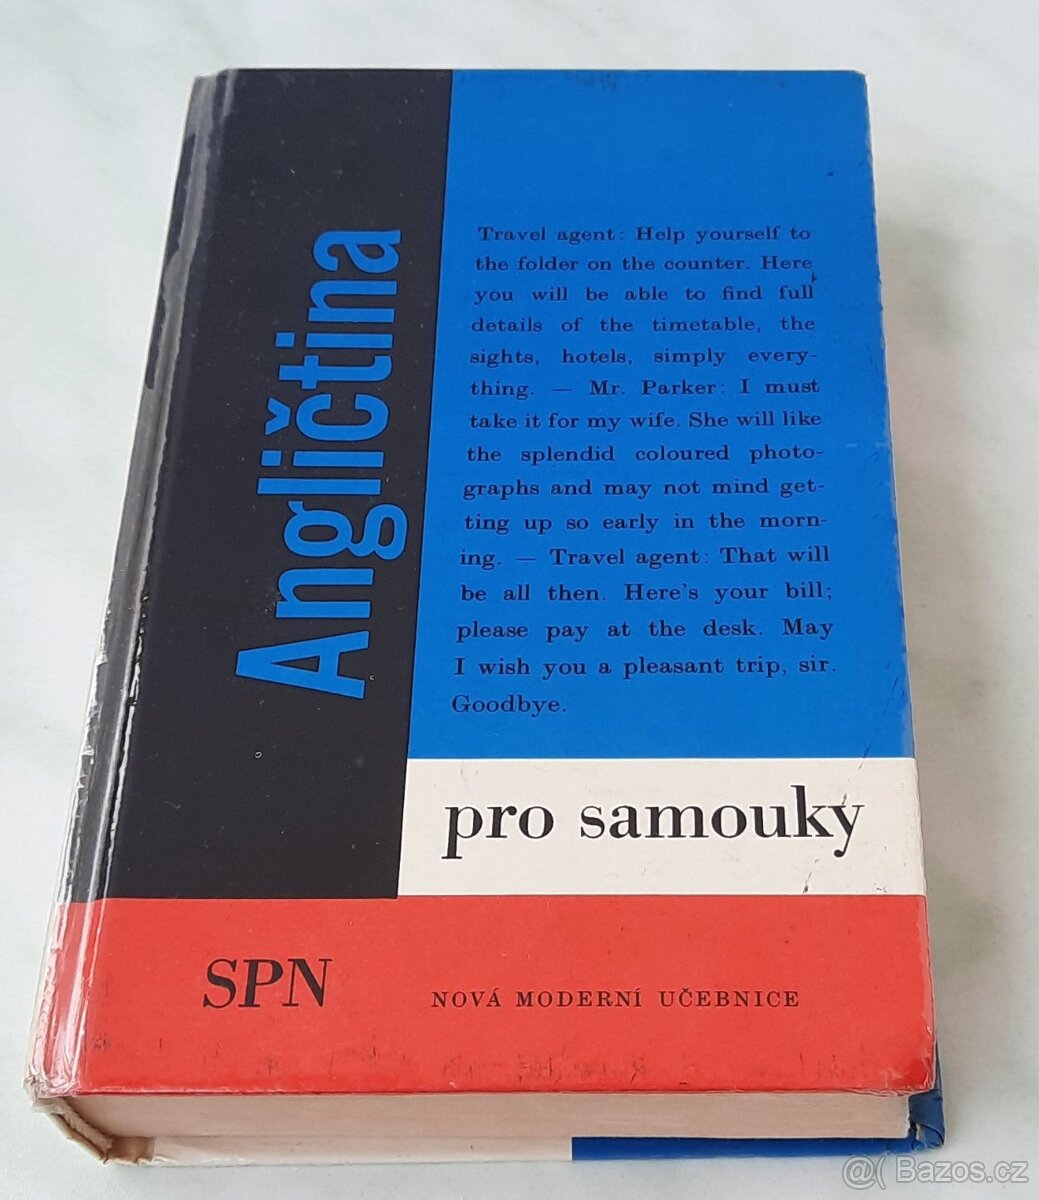 Angličtina
Travel agent: Help yourself to
the folder on the counter. Here
you will be able to find full
details of the timetable, the
sights, hotels, simply every-
thing. — Mr. Parker: I must
take it for my wife. She will like
the splendid coloured photo-
graphs and may not mind get-
ting up so early in the morn-
ing. — Travel agent: That will
be all then. Here's your bill;
please pay at the desk. May
I wish you a pleasant trip, sir.
Goodbye.
pro samouky
SPN
NOVÁ MODERNÍ UČEBNICE
@( Bazos.cz